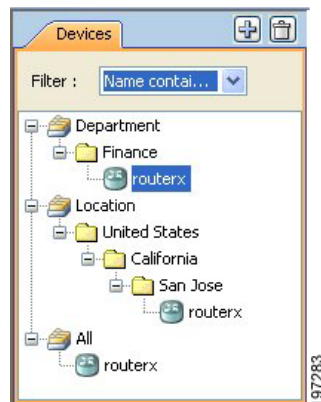 Devices
Filter : Name contai...
Department
Finance
routerx
Location
United States
California
San Jose
routerx
All
routerx
97283